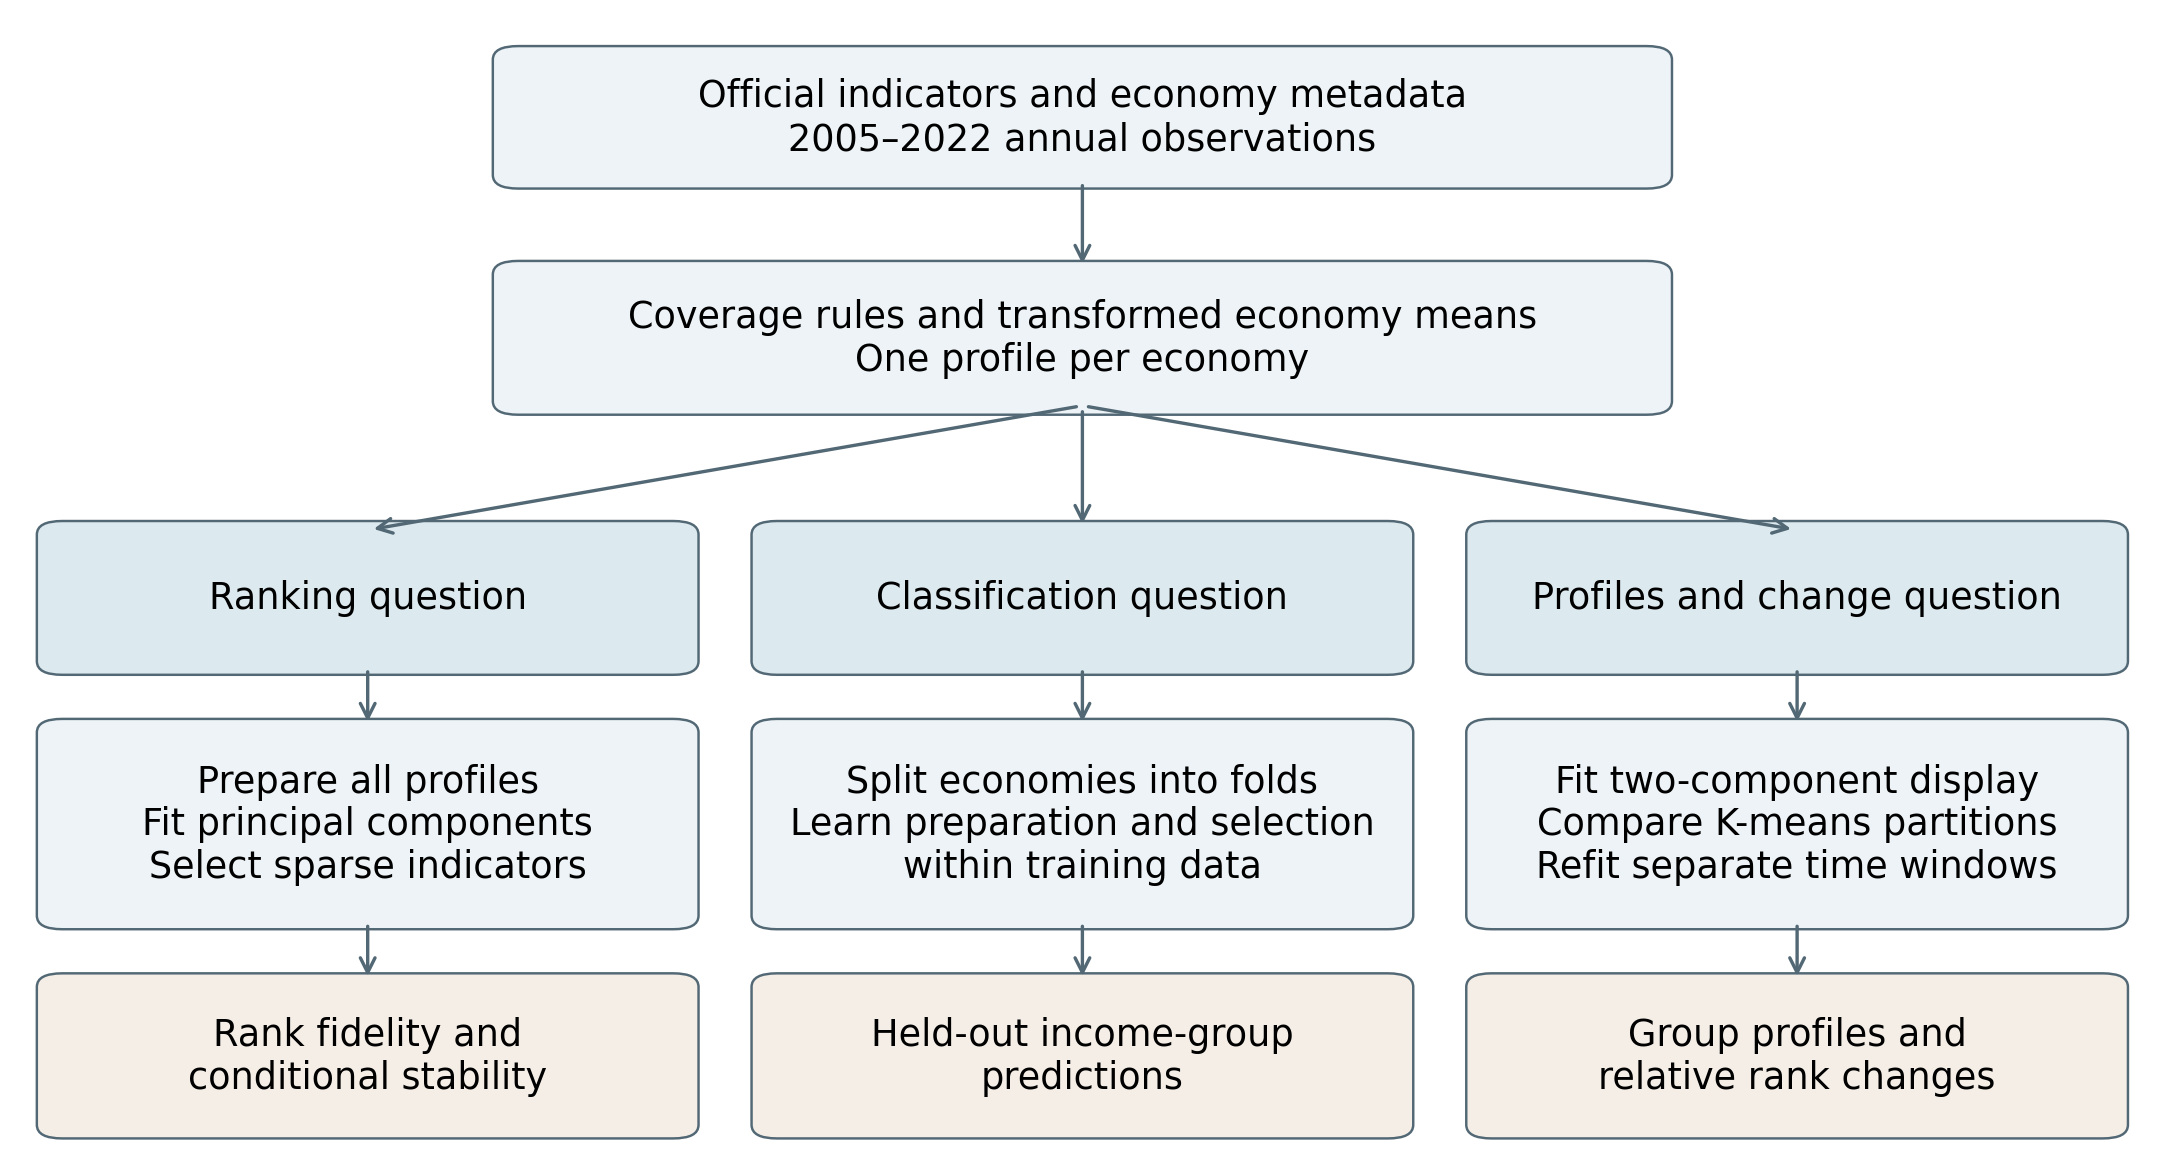 Official indicators and economy metadata
2005–2022 annual observations
Coverage rules and transformed economy means
One profile per economy
Ranking question
Classification question
Profiles and change question
Prepare all profiles
Fit principal components
Select sparse indicators
Split economies into folds
Learn preparation and selection
within training data
Fit two-component display
Compare K-means partitions
Refit separate time windows
Rank fidelity and
conditional stability
Held-out income-group
predictions
Group profiles and
relative rank changes